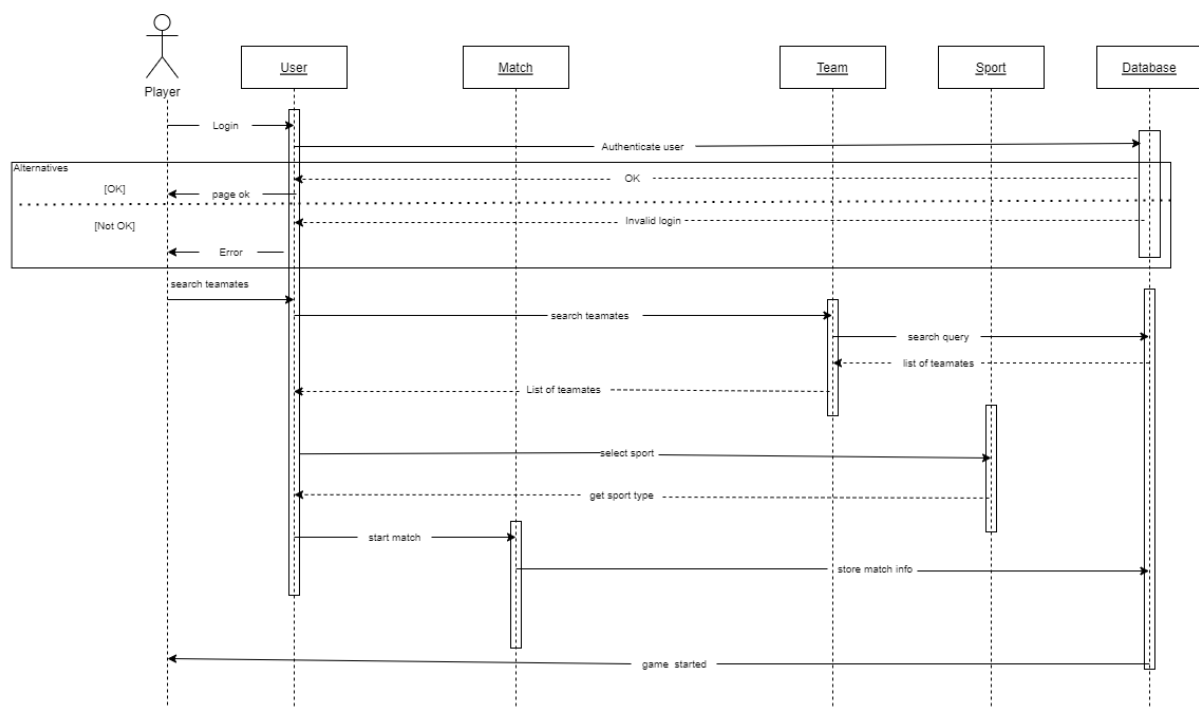 Player
User
Match
Team
Sport
Database
Login
Authenticate user
Alternatives
OK
[OK]
page ok
Invalid login
[Not OK]
Error
search teamates
search teamates
search query
list of teamates
List of teamates
select sport
get sport type
start match
store match info
game started